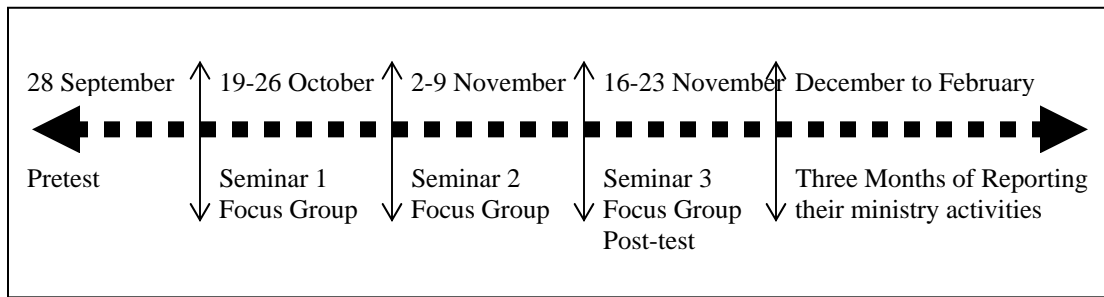 28 September 19-26 October 2-9 November 16-23 November December to February
Pretest Seminar 1 Seminar 2 Seminar 3 Three Months of Reporting
Focus Group Focus Group Focus Group their ministry activities
Post-test